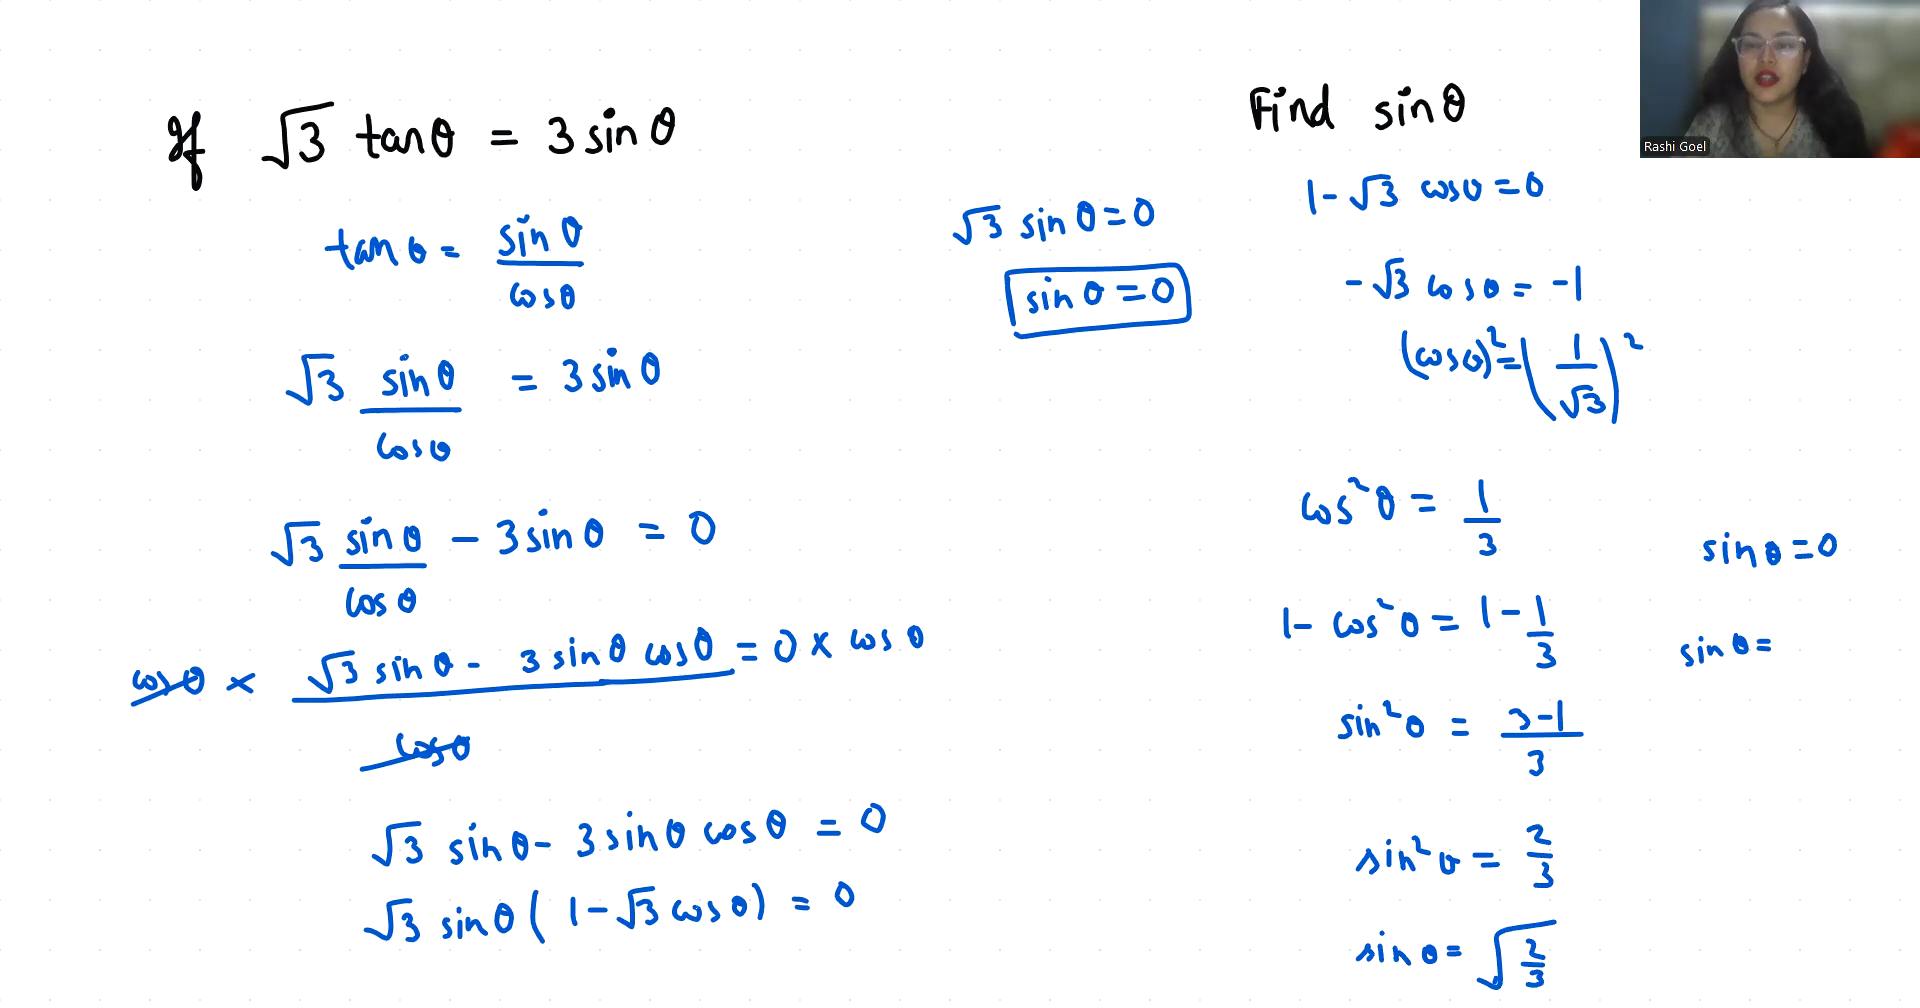 If √3 tanθ = 3 sinθ
tanθ = sinθ / cosθ
√3 sinθ / cosθ = 3 sinθ
√3 sinθ / cosθ − 3 sinθ = 0
cosθ × (√3 sinθ − 3 sinθ cosθ) / cosθ = 0 × cosθ
√3 sinθ − 3 sinθ cosθ = 0
√3 sinθ ( 1 − √3 cosθ) = 0
√3 sinθ = 0
sinθ = 0
Find sinθ
1 − √3 cosθ = 0
− √3 cosθ = −1
(cosθ)² = (1 / √3)²
cos²θ = 1 / 3
1 − cos²θ = 1 − 1 / 3
sin²θ = 3−1 / 3
sin²θ = 2 / 3
sinθ = √(2 / 3)
sinθ = 0
sinθ =
Rashi Goel